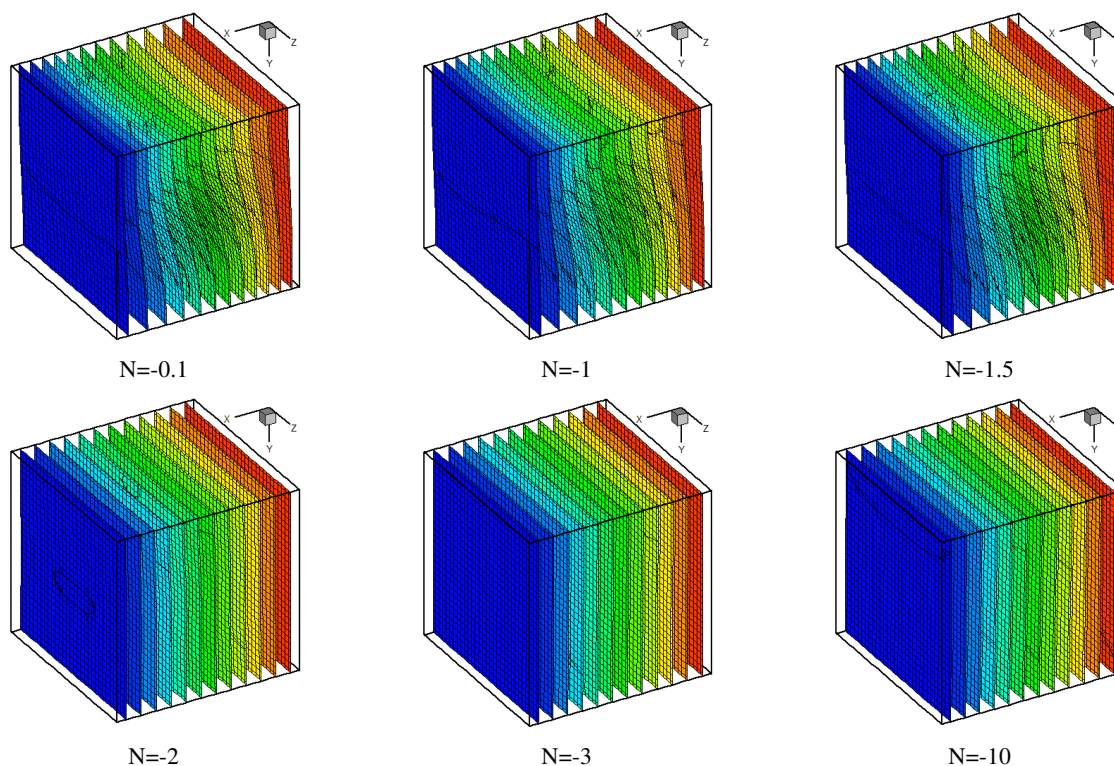 X Z Y X Z Y X Z Y
N=-0.1 N=-1 N=-1.5
X Z Y X Z Y X Z Y
N=-2 N=-3 N=-10